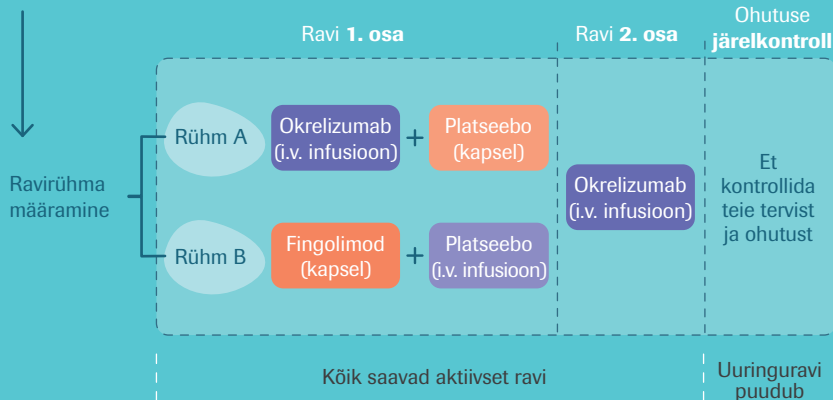 Ravi 1. osa
Ravi 2. osa
Ohutuse
järelkontroll
Ravirühma
määramine
Rühm A
Okrelizumab
(i.v. infusioon)
+
Platseebo
(kapsel)
Rühm B
Fingolimod
(kapsel)
+
Platseebo
(i.v. infusioon)
Okrelizumab
(i.v. infusioon)
Et
kontrollida
teie tervist
ja ohutust
Kõik saavad aktiivset ravi
Uuringuravi
puudub